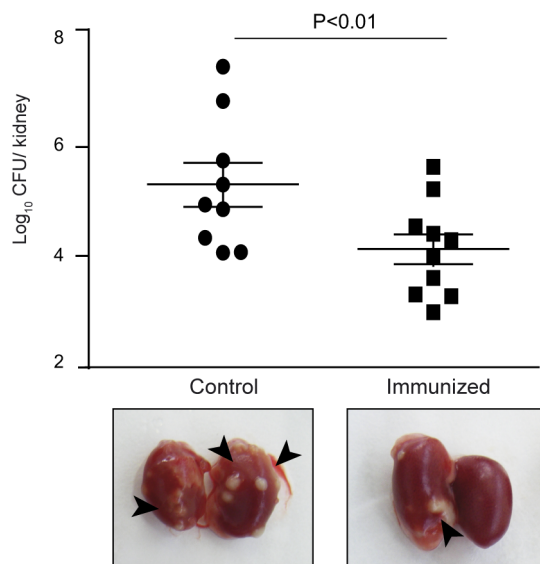 P<0.01
8
6
4
2
Log₁₀ CFU/ kidney
Control
Immunized